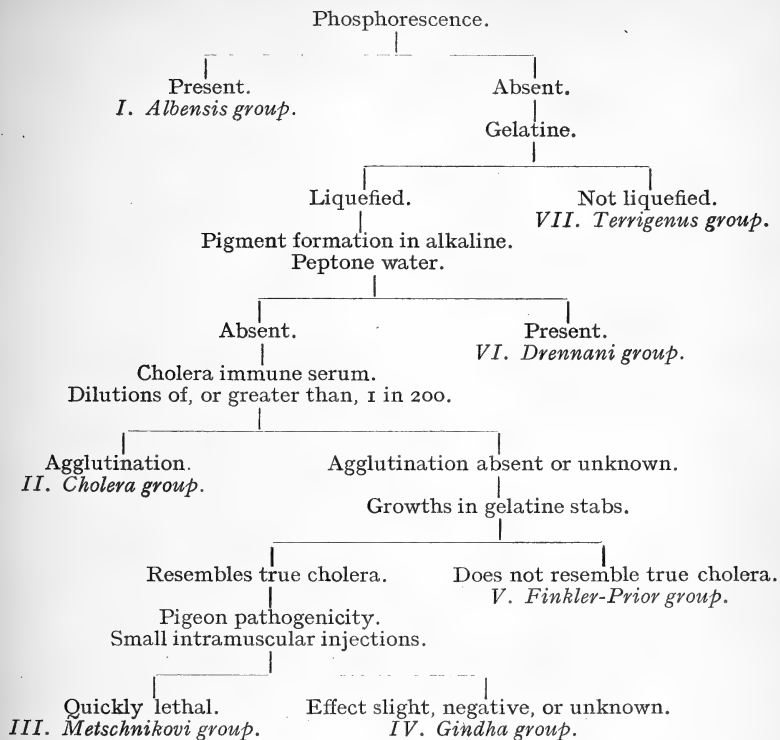 Phosphorescence.
Present.
I. Albensis group.
Absent.
Gelatine.
Liquefied.
Not liquefied.
VII. Terrigenus group.
Pigment formation in alkaline.
Peptone water.
Absent.
Present.
VI. Drennani group.
Cholera immune serum.
Dilutions of, or greater than, 1 in 200.
Agglutination.
II. Cholera group.
Agglutination absent or unknown.
Growths in gelatine stabs.
Resembles true cholera.
Does not resemble true cholera.
V. Finkler-Prior group.
Pigeon pathogenicity.
Small intramuscular injections.
Quickly lethal.
III. Metschnikovi group.
Effect slight, negative, or unknown.
IV. Gindha group.